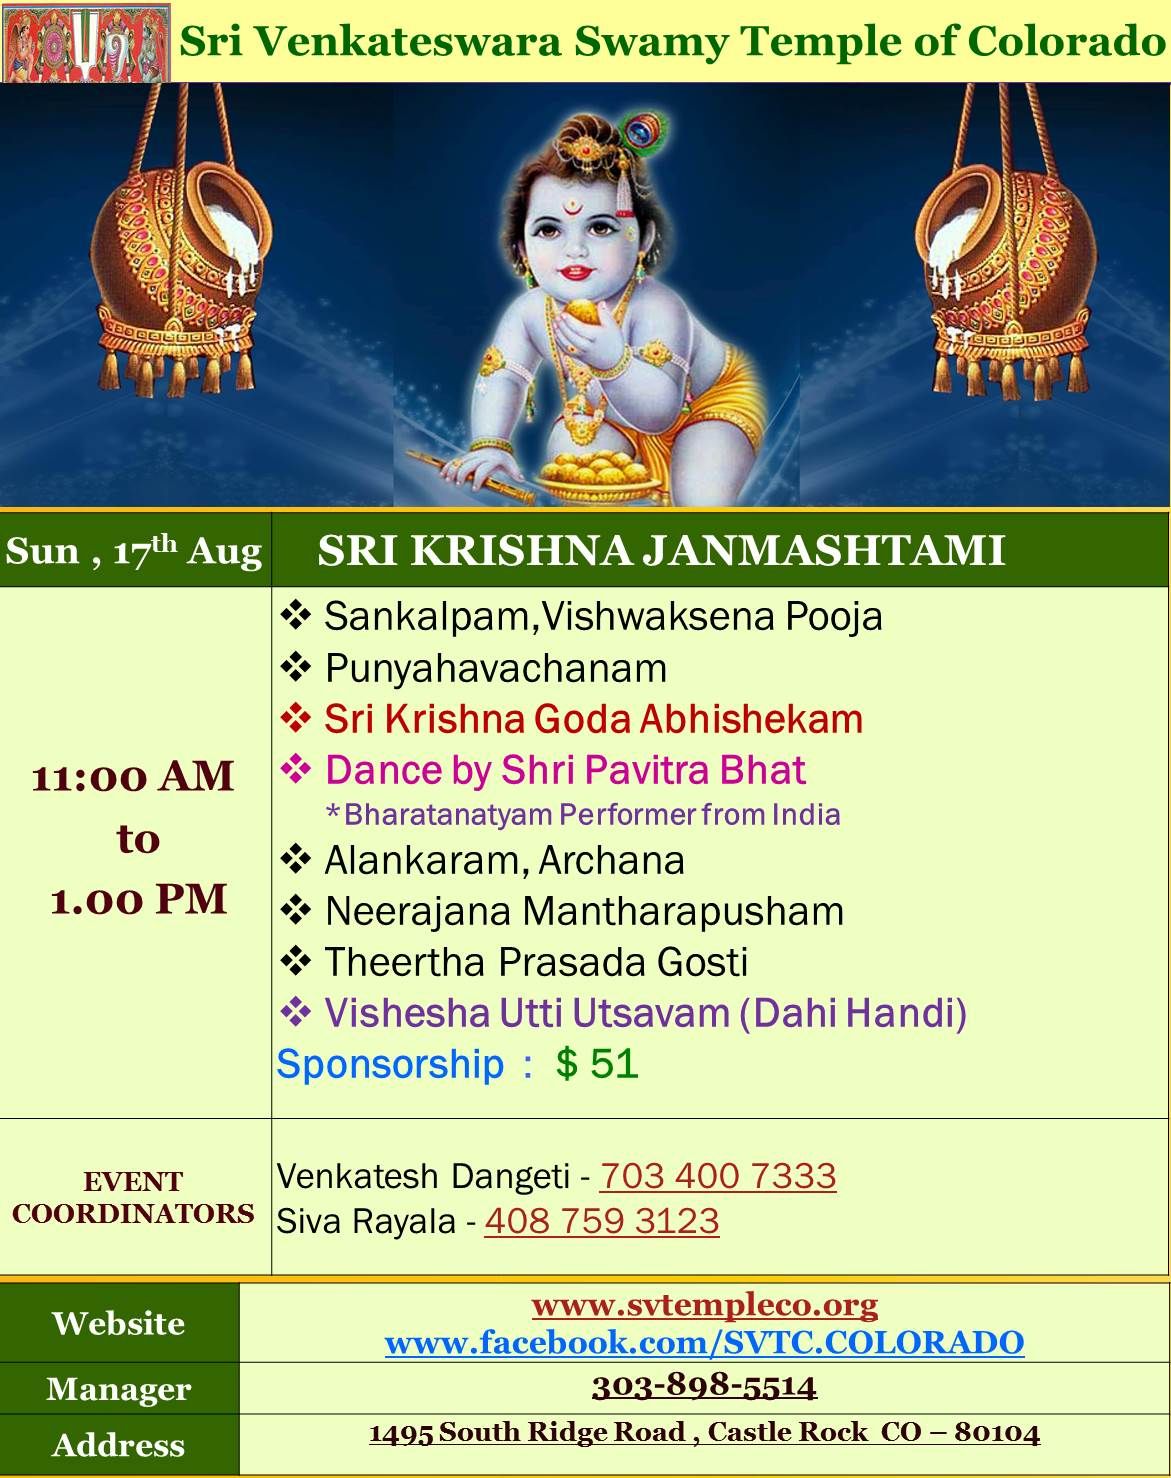 Sri Venkateswara Swamy Temple of Colorado
Sun , 17th Aug
SRI KRISHNA JANMASHTAMI
11:00 AM
to
1.00 PM
❖ Sankalpam,Vishwaksena Pooja
❖ Punyahavachanam
❖ Sri Krishna Goda Abhishekam
❖ Dance by Shri Pavitra Bhat
*Bharatanatyam Performer from India
❖ Alankaram, Archana
❖ Neerajana Mantharapusham
❖ Theertha Prasada Gosti
❖ Vishesha Utti Utsavam (Dahi Handi)
Sponsorship : $ 51
EVENT
COORDINATORS
Venkatesh Dangeti - 703 400 7333
Siva Rayala - 408 759 3123
Website
www.svtempleco.org
www.facebook.com/SVTC.COLORADO
Manager
303-898-5514
Address
1495 South Ridge Road , Castle Rock CO – 80104